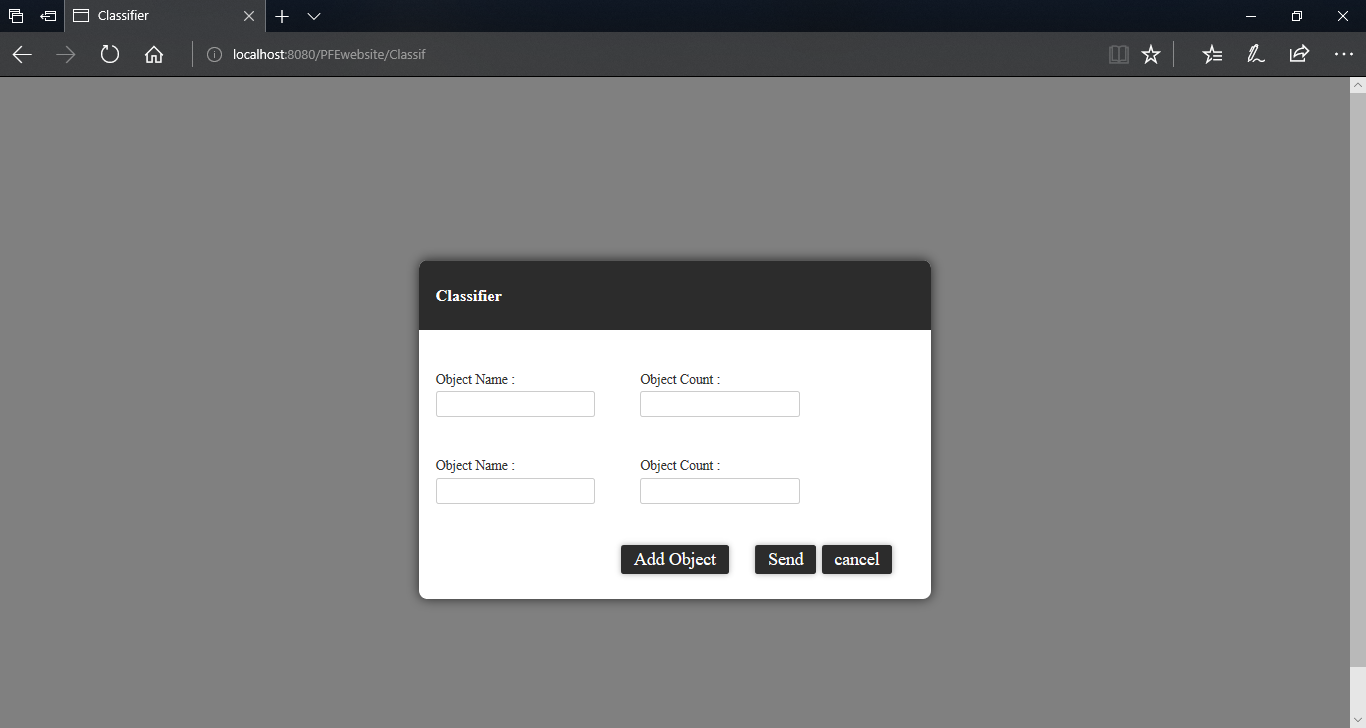 Classifier
localhost:8080/PFEwebsite/Classif
Classifier
Object Name : Object Count :
Object Name : Object Count :
Add Object Send cancel